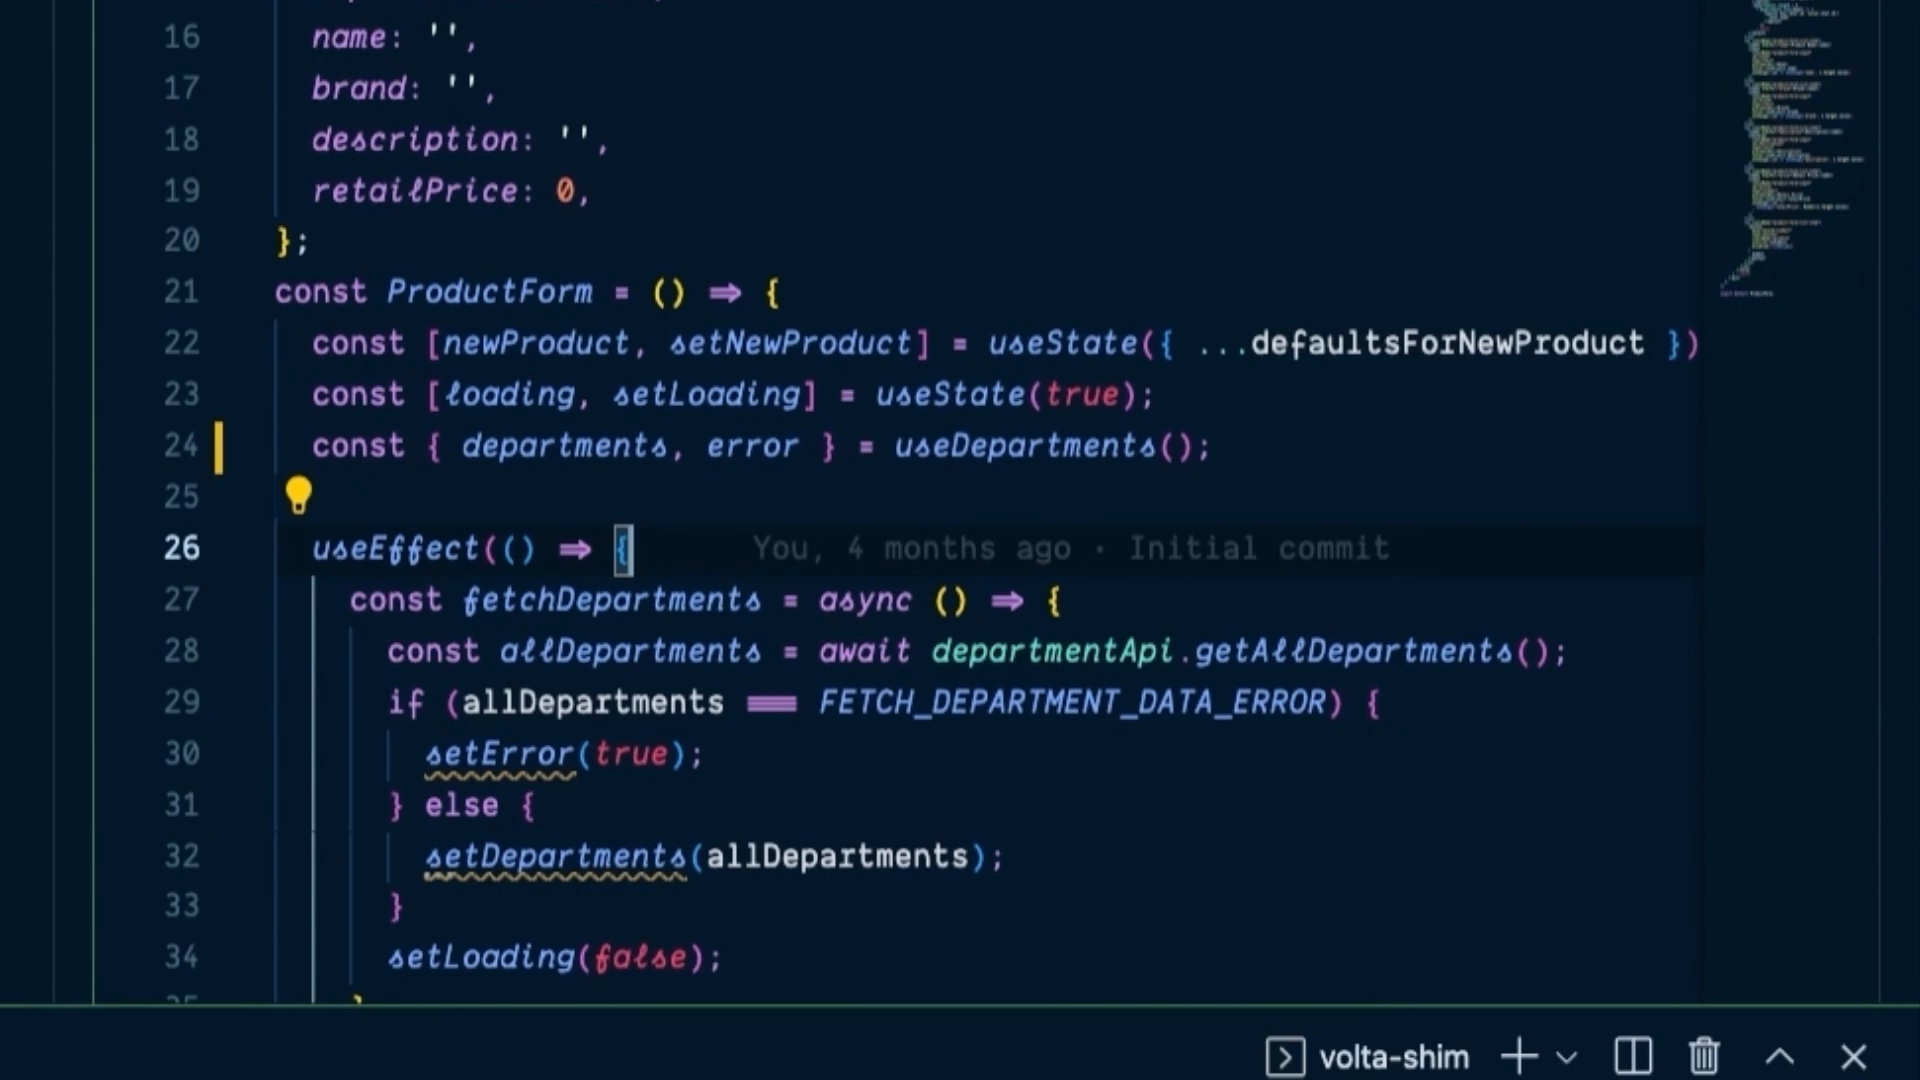 16 name: '',
17 brand: '',
18 description: '',
19 retailPrice: 0,
20 };
21 const ProductForm = () => {
22 const [newProduct, setNewProduct] = useState({ ...defaultsForNewProduct })
23 const [loading, setLoading] = useState(true);
24 const { departments, error } = useDepartments();
25
26 useEffect(() => { You, 4 months ago · Initial commit
27 const fetchDepartments = async () => {
28 const allDepartments = await departmentApi.getAllDepartments();
29 if (allDepartments === FETCH_DEPARTMENT_DATA_ERROR) {
30 setError(true);
31 } else {
32 setDepartments(allDepartments);
33 }
34 setLoading(false);
volta-shim